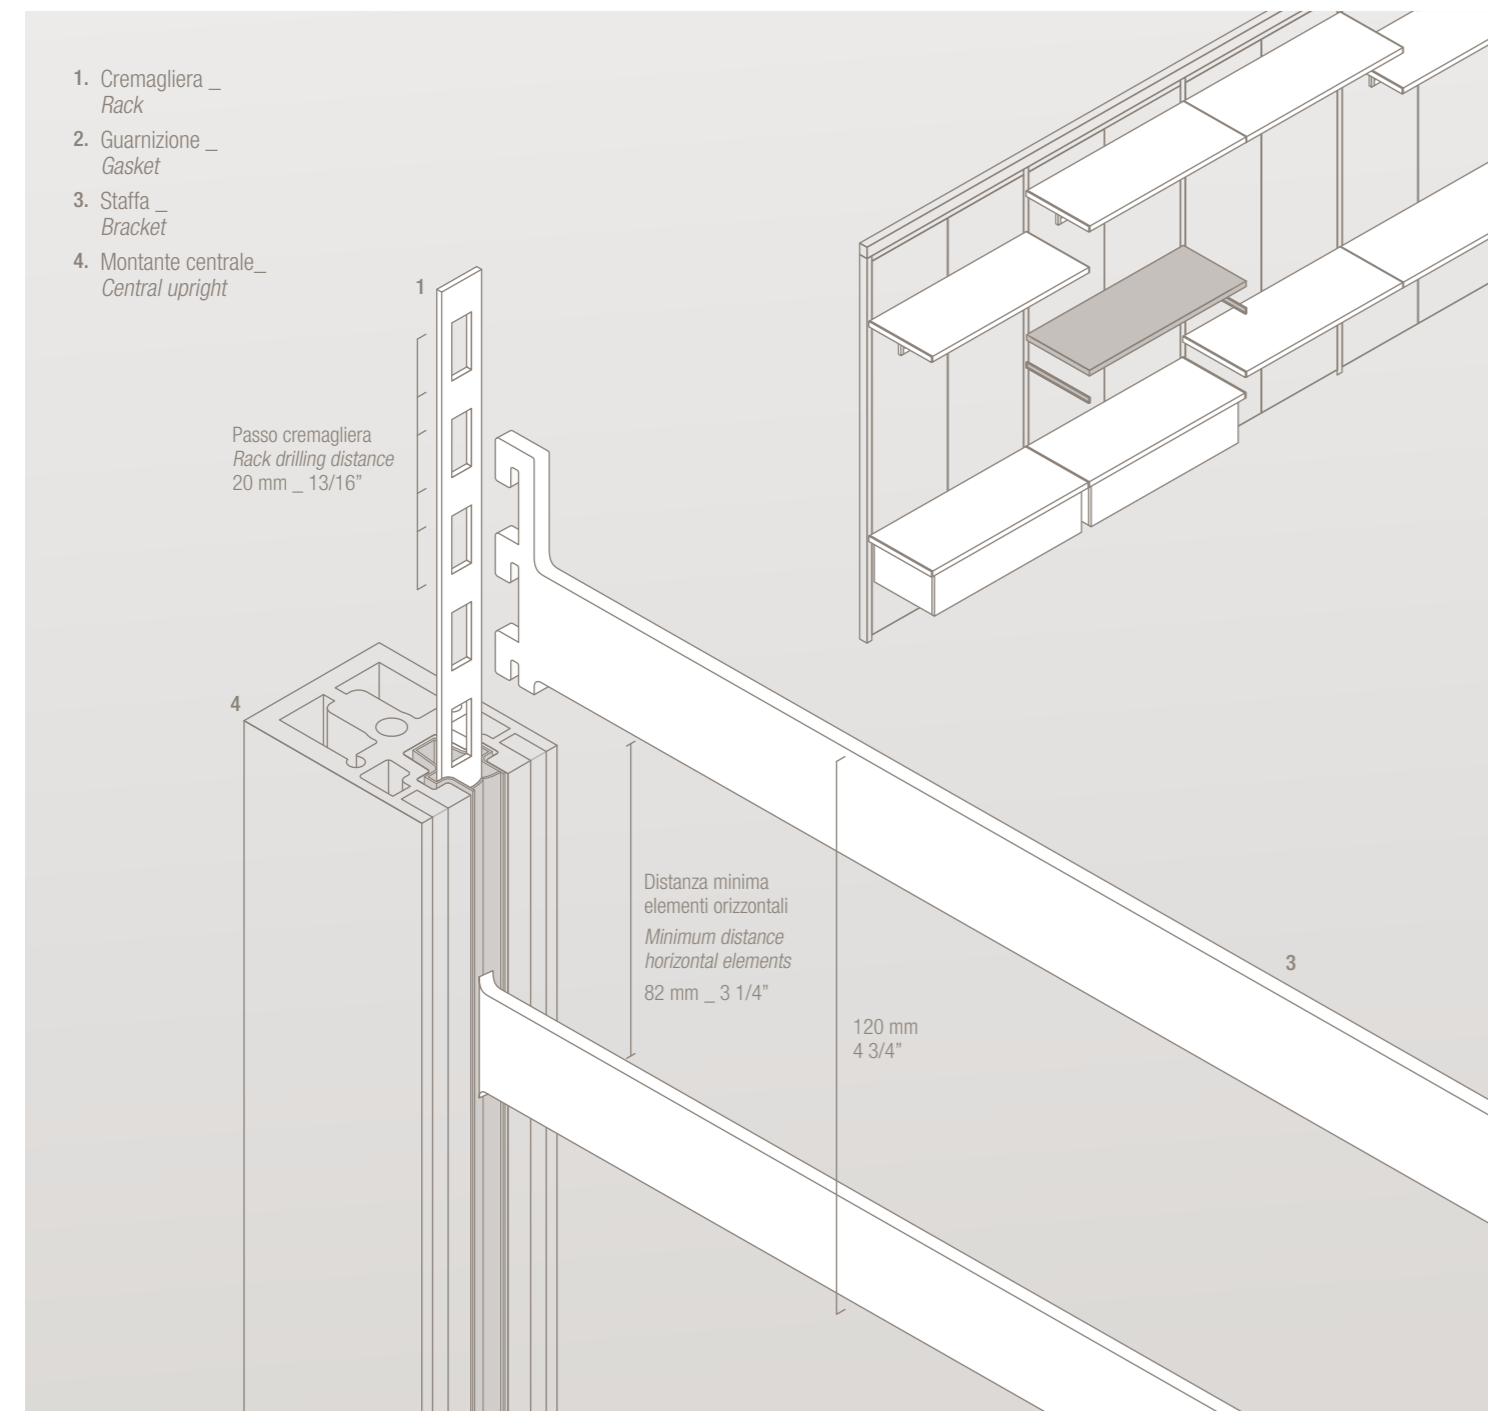 1. Cremagliera _
Rack
2. Guarnizione _
Gasket
3. Staffa _
Bracket
4. Montante centrale_
Central upright
1
Passo cremagliera
Rack drilling distance
20 mm _ 13/16”
4
Distanza minima
elementi orizzontali
Minimum distance
horizontal elements
82 mm _ 3 1/4”
3
120 mm
4 3/4”